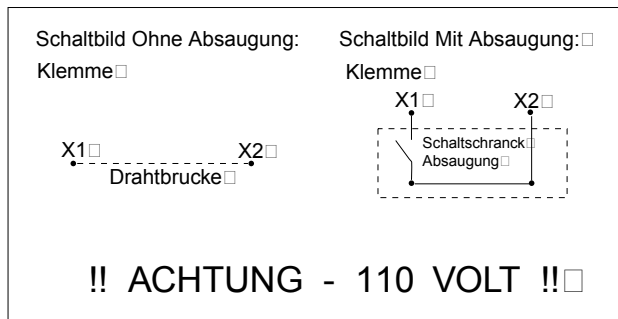 Schaltbild Ohne Absaugung:
Klemme
X1 X2
Drahtbrucke
Schaltbild Mit Absaugung:
Klemme
X1 X2
Schaltschranck
Absaugung
!! ACHTUNG - 110 VOLT !!